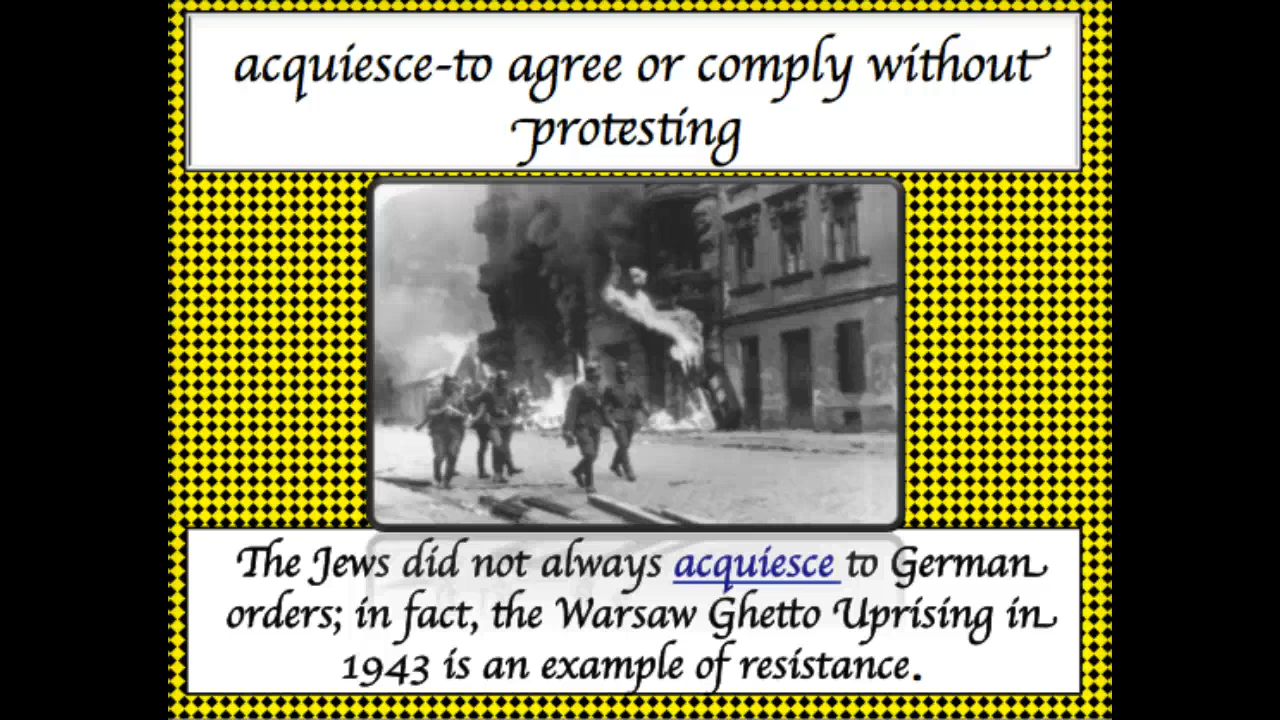 acquiesce-to agree or comply without
protesting
The Jews did not always acquiesce to German
orders; in fact, the Warsaw Ghetto Uprising in
1943 is an example of resistance.